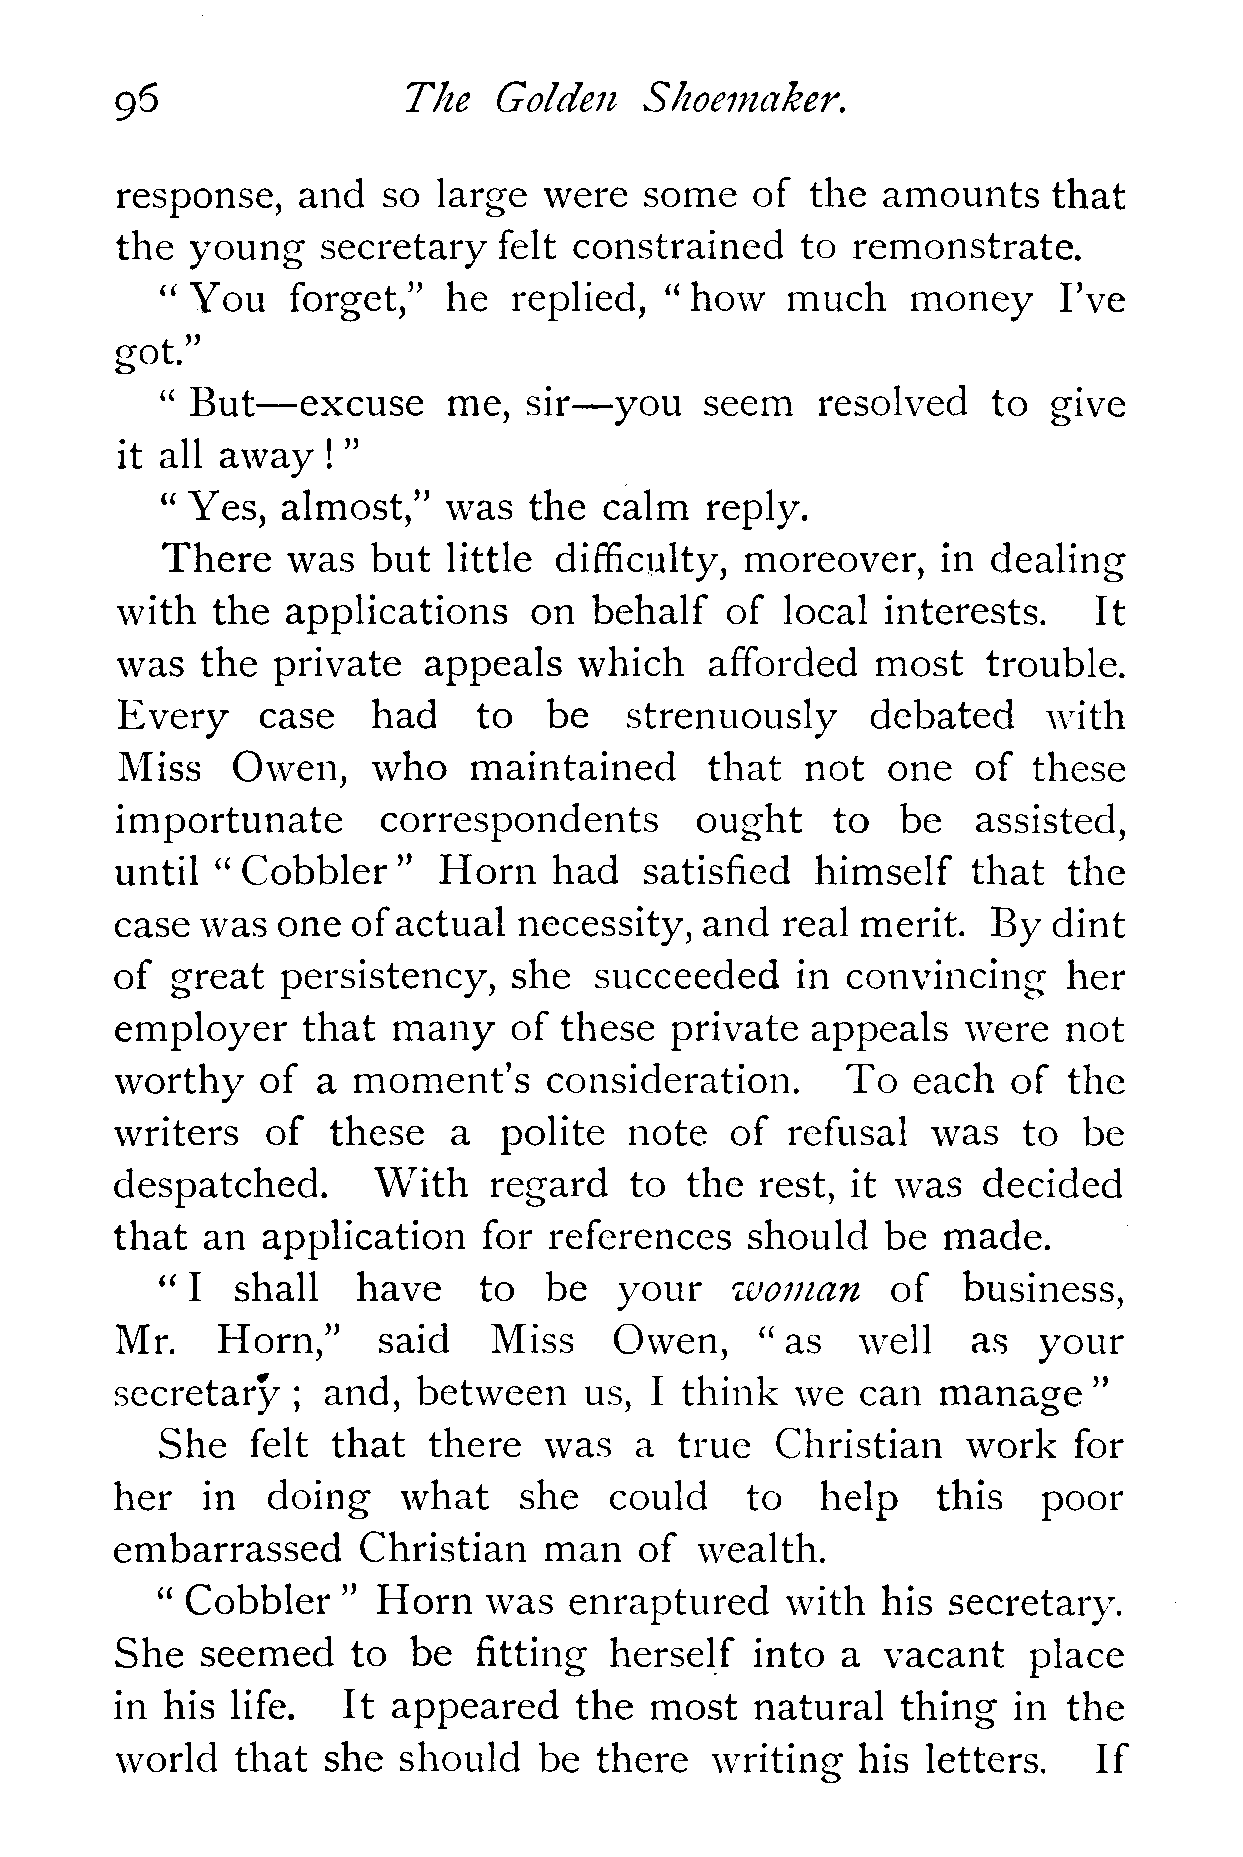 96 The Golden Shoemaker.
response, and so large were some of the amounts that
the young secretary felt constrained to remonstrate.
“ You forget,” he replied, “ how much money I’ve
got.”
“ But—excuse me, sir—you seem resolved to give
it all away ! ”
“ Yes, almost,” was the calm reply.
There was but little difficulty, moreover, in dealing
with the applications on behalf of local interests. It
was the private appeals which afforded most trouble.
Every case had to be strenuously debated with
Miss Owen, who maintained that not one of these
importunate correspondents ought to be assisted,
until “ Cobbler ” Horn had satisfied himself that the
case was one of actual necessity, and real merit. By dint
of great persistency, she succeeded in convincing her
employer that many of these private appeals were not
worthy of a moment’s consideration. To each of the
writers of these a polite note of refusal was to be
despatched. With regard to the rest, it was decided
that an application for references should be made.
“ I shall have to be your woman of business,
Mr. Horn,” said Miss Owen, “ as well as your
secretary ; and, between us, I think we can manage ”
She felt that there was a true Christian work for
her in doing what she could to help this poor
embarrassed Christian man of wealth.
“ Cobbler ” Horn was enraptured with his secretary.
She seemed to be fitting herself into a vacant place
in his life. It appeared the most natural thing in the
world that she should be there writing his letters. If